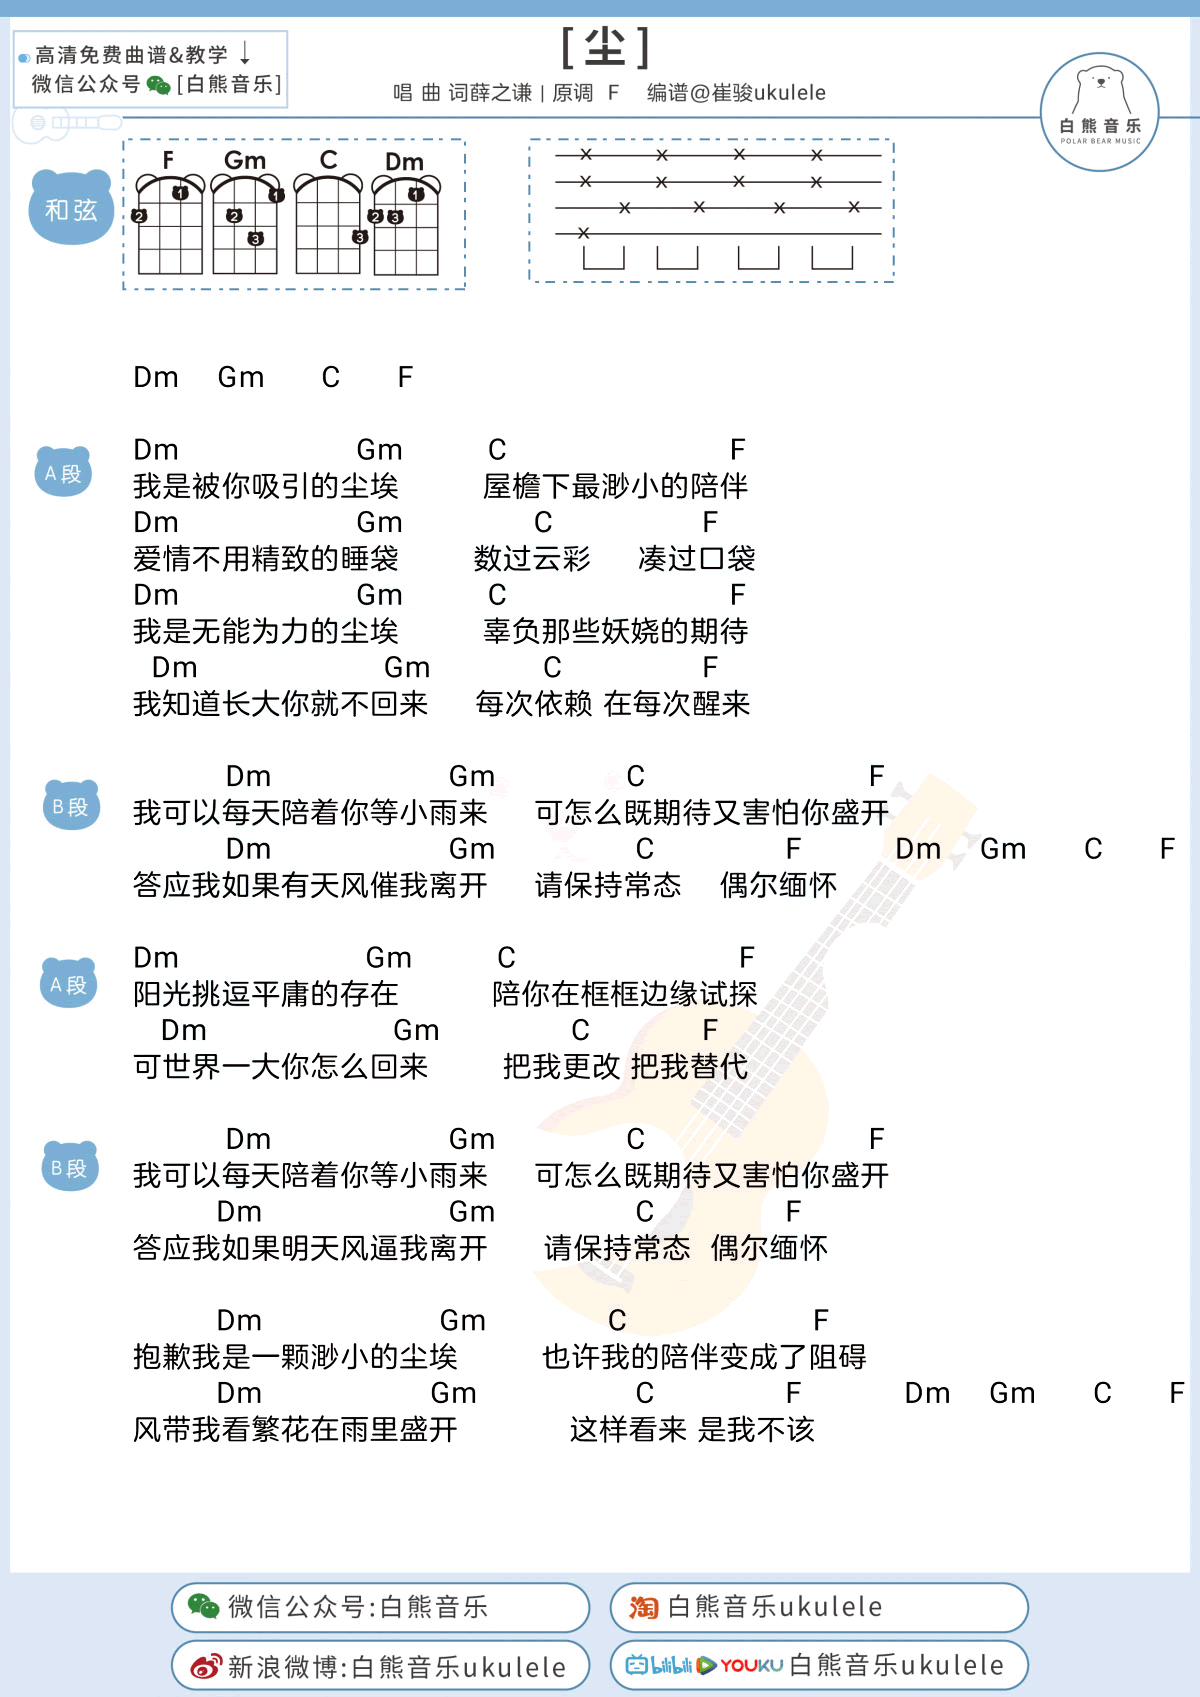 高清免费曲谱&教学 ↓
微信公众号 [白熊音乐]
[尘]
唱 曲 词薛之谦 | 原调 F 编谱@崔骏ukulele
白熊音乐
POLAR BEAR MUSIC
和弦
F Gm C Dm
1 1 1
2 2 2 3
3 3
x x x x
x x x x
x x x x
x
Dm Gm C F
A 段
Dm Gm C F
我是被你吸引的尘埃 屋檐下最渺小的陪伴
Dm Gm C F
爱情不用精致的睡袋 数过云彩 凑过口袋
Dm Gm C F
我是无能为力的尘埃 辜负那些妖娆的期待
Dm Gm C F
我知道长大你就不回来 每次依赖 在每次醒来
B 段
Dm Gm C F
我可以每天陪着你等小雨来 可怎么既期待又害怕你盛开
Dm Gm C F Dm Gm C F
答应我如果有天风催我离开 请保持常态 偶尔缅怀
A 段
Dm Gm C F
阳光挑逗平庸的存在 陪你在框框边缘试探
Dm Gm C F
可世界一大你怎么回来 把我更改 把我替代
B 段
Dm Gm C F
我可以每天陪着你等小雨来 可怎么既期待又害怕你盛开
Dm Gm C F
答应我如果明天风逼我离开 请保持常态 偶尔缅怀
Dm Gm C F
抱歉我是一颗渺小的尘埃 也许我的陪伴变成了阻碍
Dm Gm C F Dm Gm C F
风带我看繁花在雨里盛开 这样看来 是我不该
微信公众号:白熊音乐
淘 白熊音乐ukulele
新浪微博:白熊音乐ukulele
bilibili YOUKU 白熊音乐ukulele